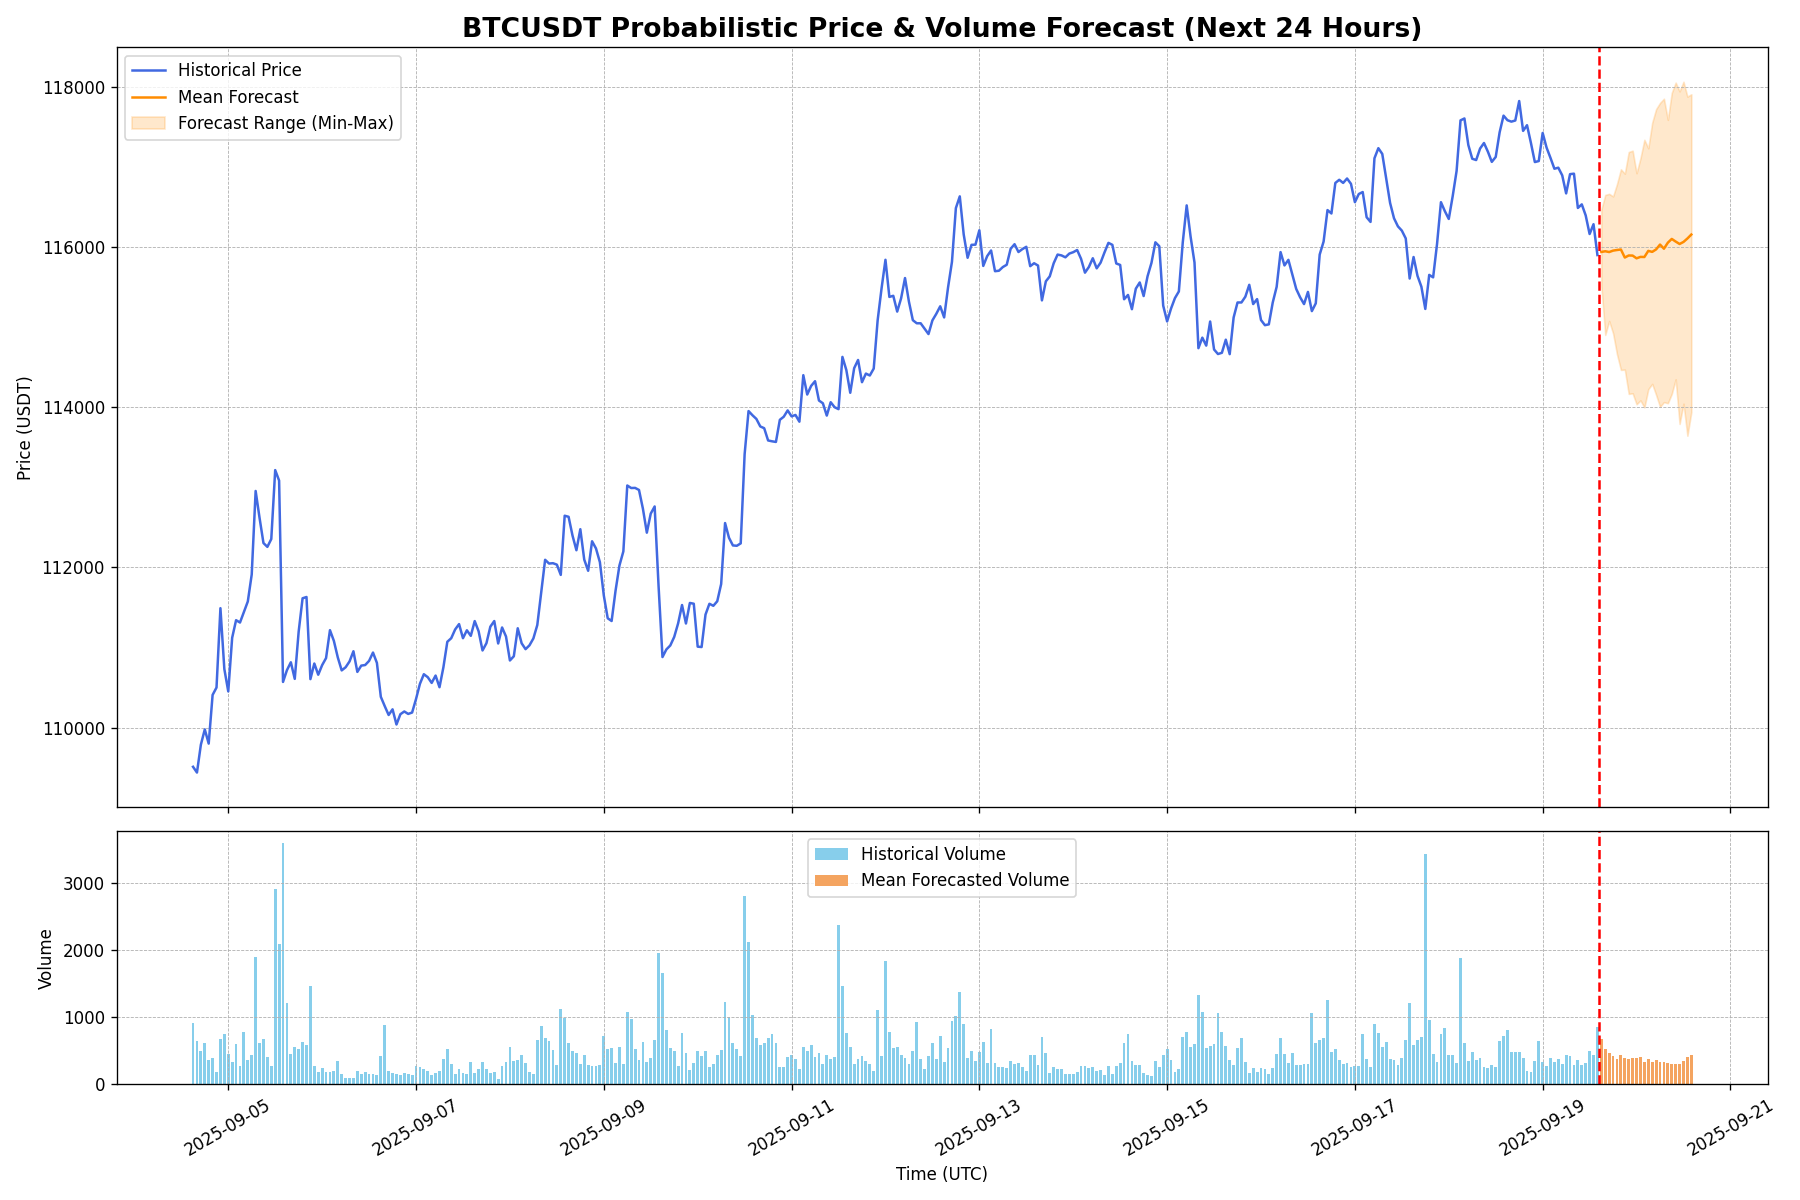 BTCUSDT Probabilistic Price & Volume Forecast (Next 24 Hours)
Historical Price
Mean Forecast
Forecast Range (Min-Max)
118000
116000
114000
112000
110000
Price (USDT)
Historical Volume
Mean Forecasted Volume
3000
2000
1000
0
Volume
2025-09-05
2025-09-07
2025-09-09
2025-09-11
2025-09-13
2025-09-15
2025-09-17
2025-09-19
2025-09-21
Time (UTC)